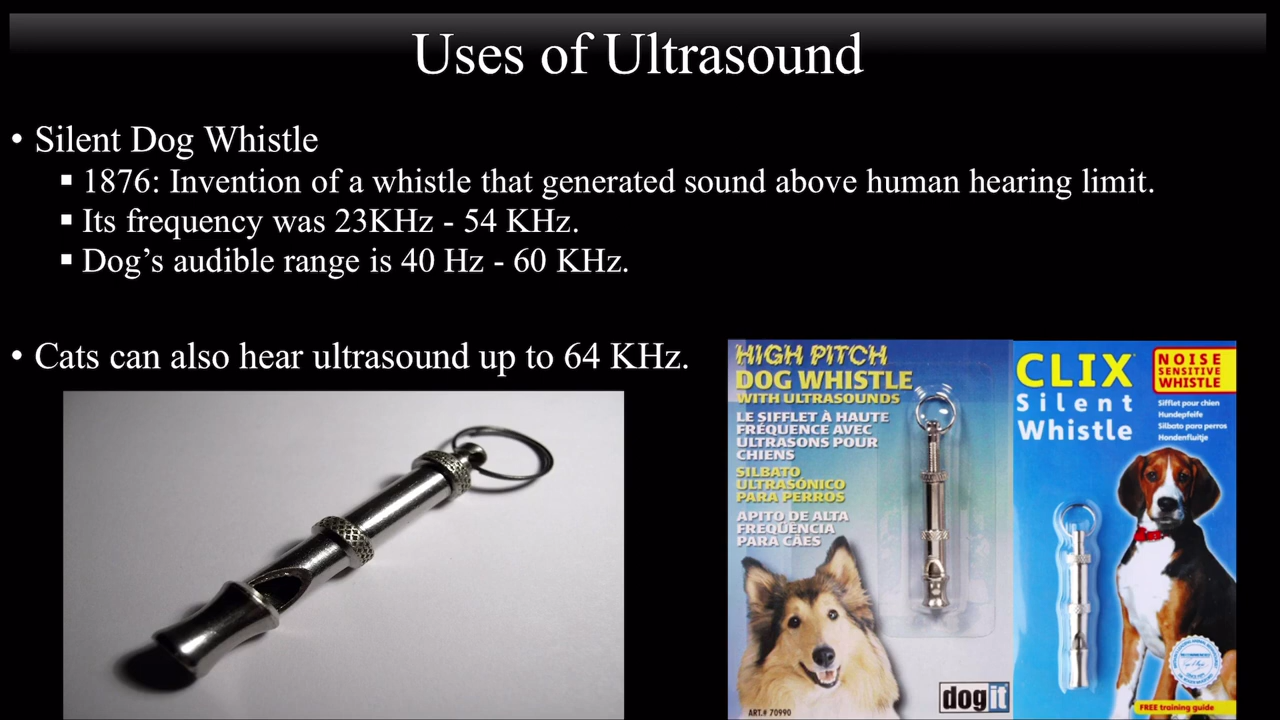 Uses of Ultrasound
• Silent Dog Whistle
▪ 1876: Invention of a whistle that generated sound above human hearing limit.
▪ Its frequency was 23KHz - 54 KHz.
▪ Dog’s audible range is 40 Hz - 60 KHz.
• Cats can also hear ultrasound up to 64 KHz.
HIGH PITCH
DOG WHISTLE
WITH ULTRASOUNDS
LE SIFFLET À HAUTE
FRÉQUENCE AVEC
ULTRASONS POUR
CHIENS
SILBATO
ULTRASÓNICO
PARA PERROS
APITO DE ALTA
FREQÜÊNCIA
PARA CÃES
dogit
ART.# 70990
CLIX
Silent
Whistle
NOISE
SENSITIVE
WHISTLE
Sifflet pour chien
Hundepfeife
Silbato para perros
Hondenfluitje
FREE training guide